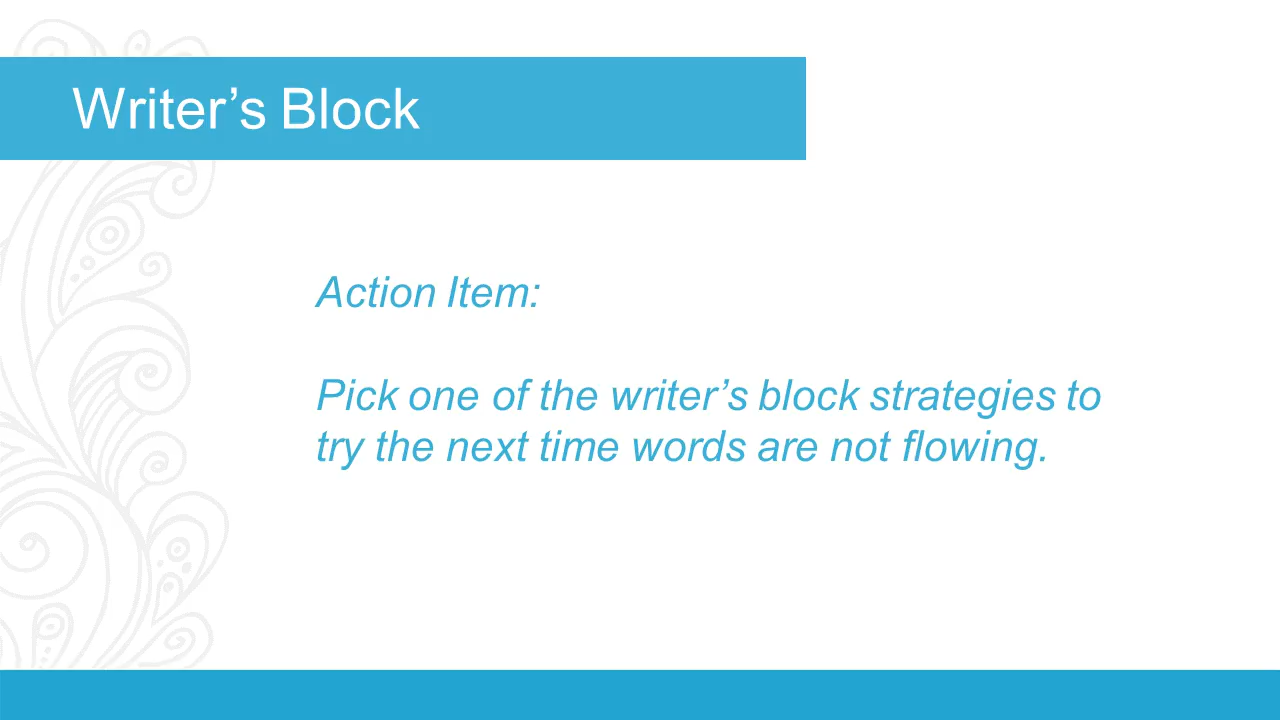 Writer’s Block
Action Item:
Pick one of the writer’s block strategies to
try the next time words are not flowing.